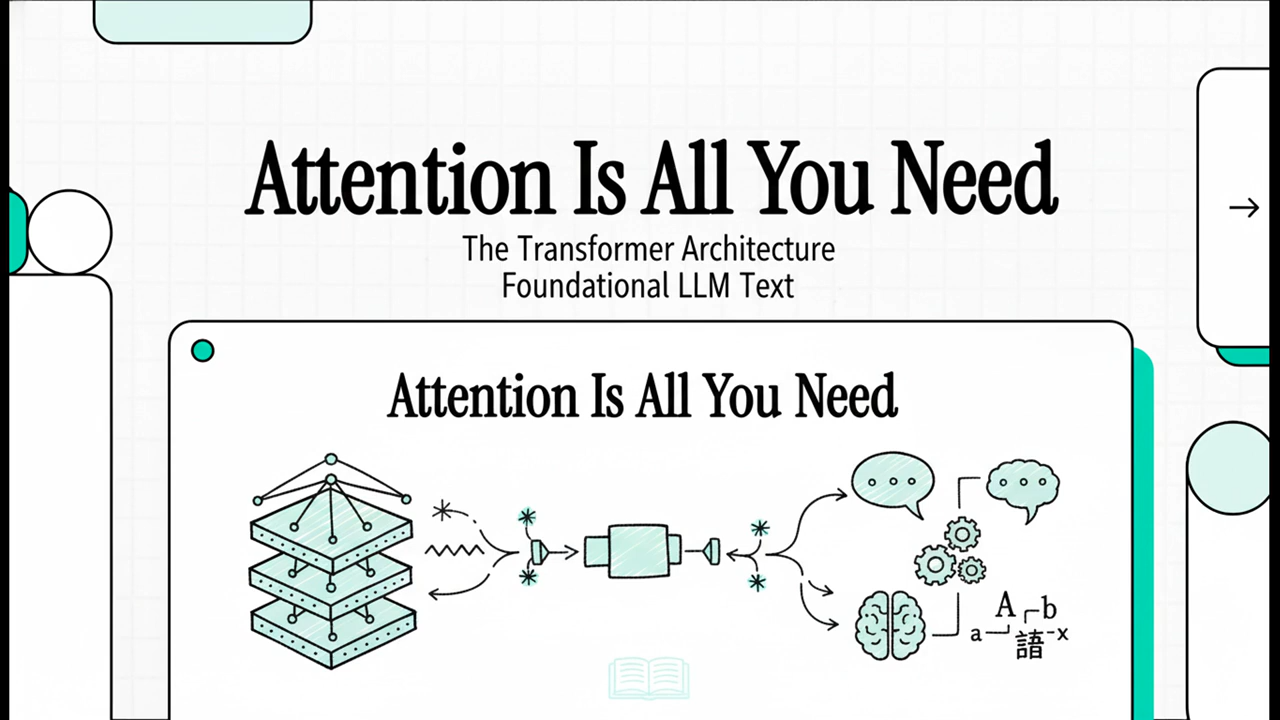 Attention Is All You Need
The Transformer Architecture
Foundational LLM Text
Attention Is All You Need
A b
a 語 -x